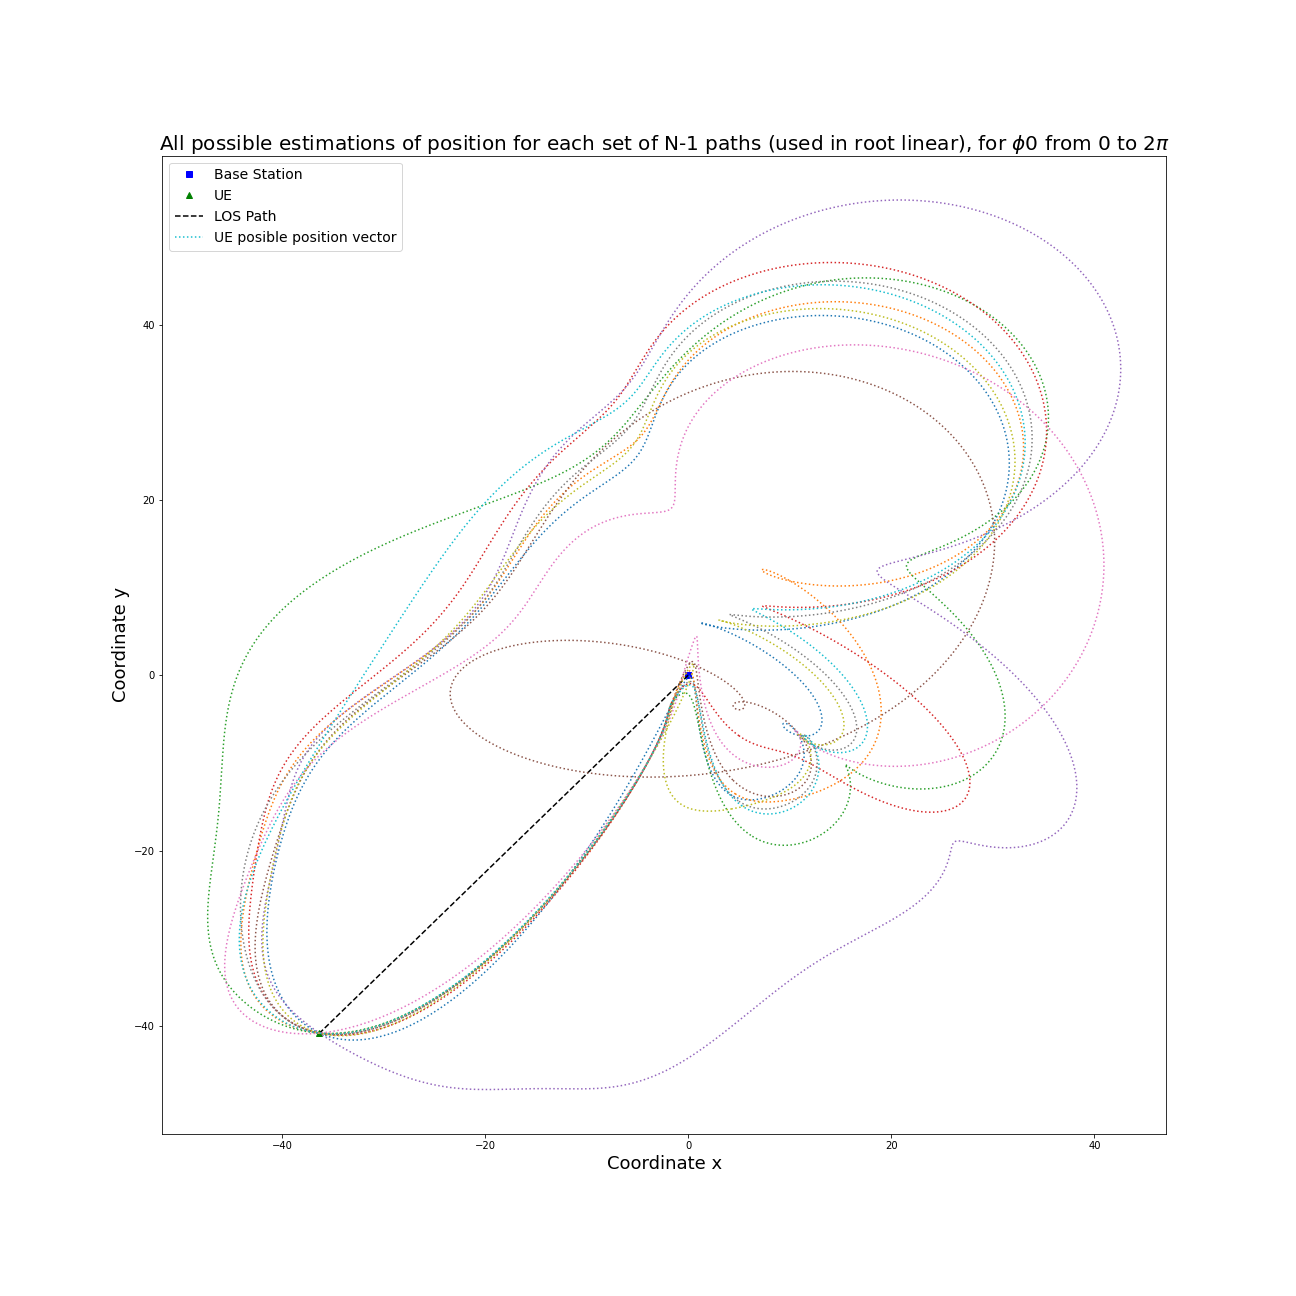 All possible estimations of position for each set of N-1 paths (used in root linear), for ϕ0 from 0 to 2π
Base Station
UE
LOS Path
UE posible position vector
40
20
0
−20
−40
Coordinate y
−40
−20
0
20
40
Coordinate x